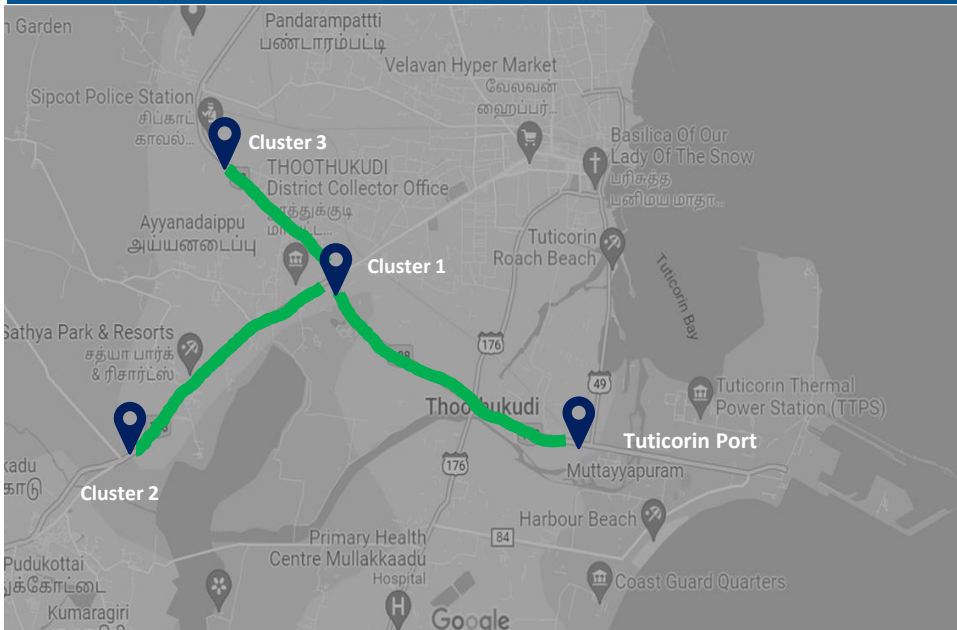 Pandarampattti
பண்டாரம்பட்டி
n Garden
Velavan Hyper Market
வேலவன்
ஹைப்பர்...
Sipcot Police Station
சிப்காட்
காவல்...
Cluster 3
Basilica Of Our
Lady Of The Snow
பரிசுத்த
பனிமய மாதா...
THOOTHUKUDI
District Collector Office
Ayyanadaippu
அய்யனடைப்பு
Tuticorin
Roach Beach
Cluster 1
Tuticorin Bay
Sathya Park & Resorts
சத்யா பார்க்
& ரிசார்ட்ஸ்
176
49
Tuticorin Thermal
Power Station (TTPS)
Thoothukudi
Tuticorin Port
Muttayyapuram
176
Cluster 2
Harbour Beach
84
Primary Health
Centre Mullakkaadu
Hospital
Pudukottai
Coast Guard Quarters
Kumaragiri
Google